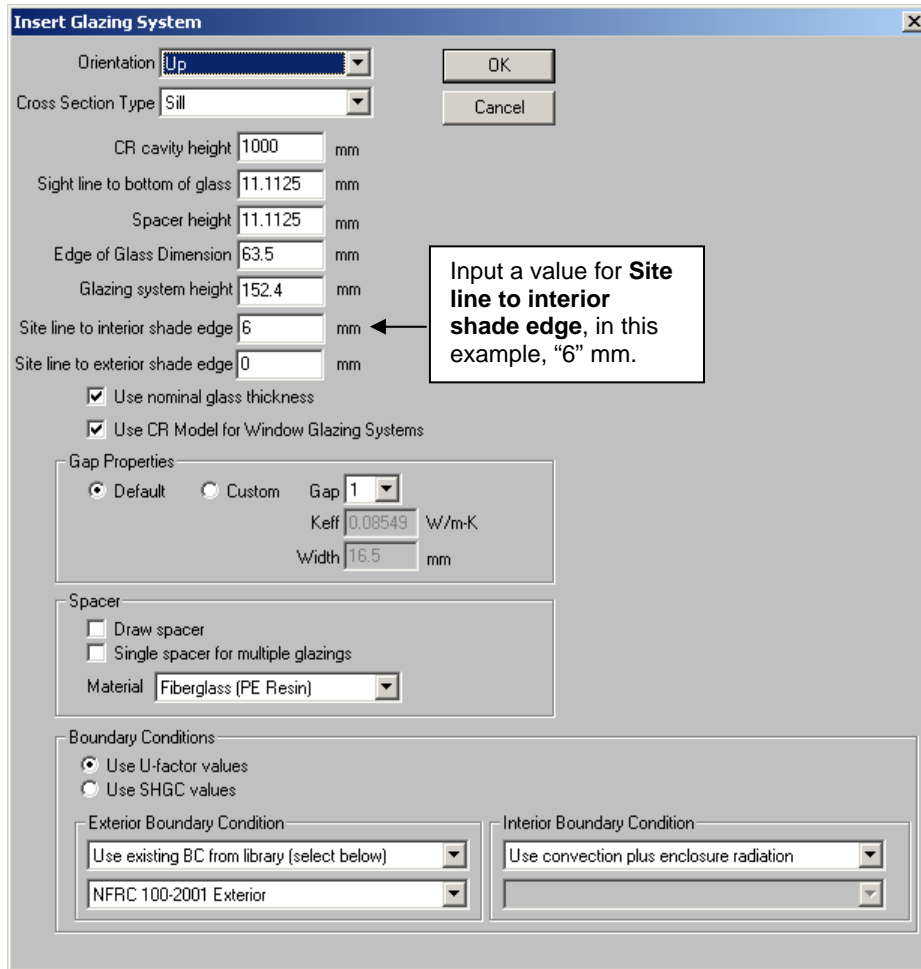 Insert Glazing System
Orientation Up
OK
Cross Section Type Sill
Cancel
CR cavity height 1000 mm
Sight line to bottom of glass 11.1125 mm
Spacer height 11.1125 mm
Edge of Glass Dimension 63.5 mm
Glazing system height 152.4 mm
Site line to interior shade edge 6 mm
Site line to exterior shade edge 0 mm
Input a value for Site
line to interior
shade edge, in this
example, “6” mm.
Use nominal glass thickness
Use CR Model for Window Glazing Systems
Gap Properties
Default Custom Gap 1
Keff 0.08549 W/m-K
Width 16.5 mm
Spacer
Draw spacer
Single spacer for multiple glazings
Material Fiberglass (PE Resin)
Boundary Conditions
Use U-factor values
Use SHGC values
Exterior Boundary Condition
Use existing BC from library (select below)
NFRC 100-2001 Exterior
Interior Boundary Condition
Use convection plus enclosure radiation